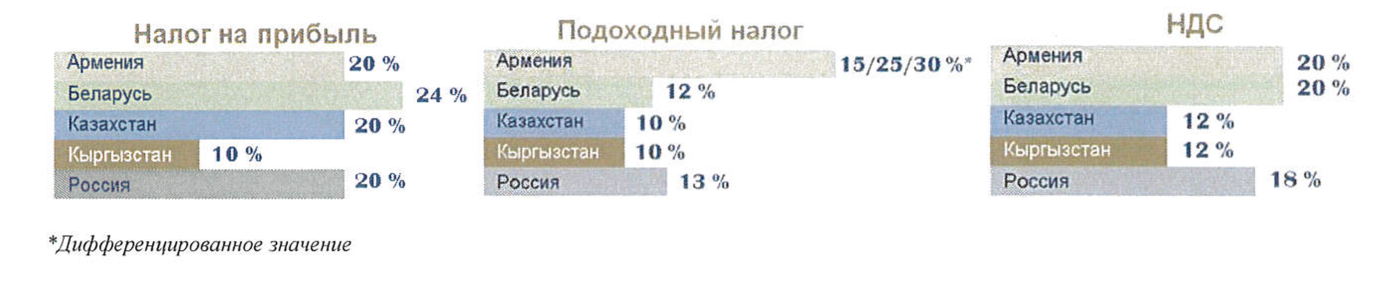 Налог на прибыль
Армения 20 %
Беларусь 24 %
Казахстан 20 %
Кыргызстан 10 %
Россия 20 %
Подоходный налог
Армения 15/25/30 %*
Беларусь 12 %
Казахстан 10 %
Кыргызстан 10 %
Россия 13 %
НДС
Армения 20 %
Беларусь 20 %
Казахстан 12 %
Кыргызстан 12 %
Россия 18 %
*Дифференцированное значение